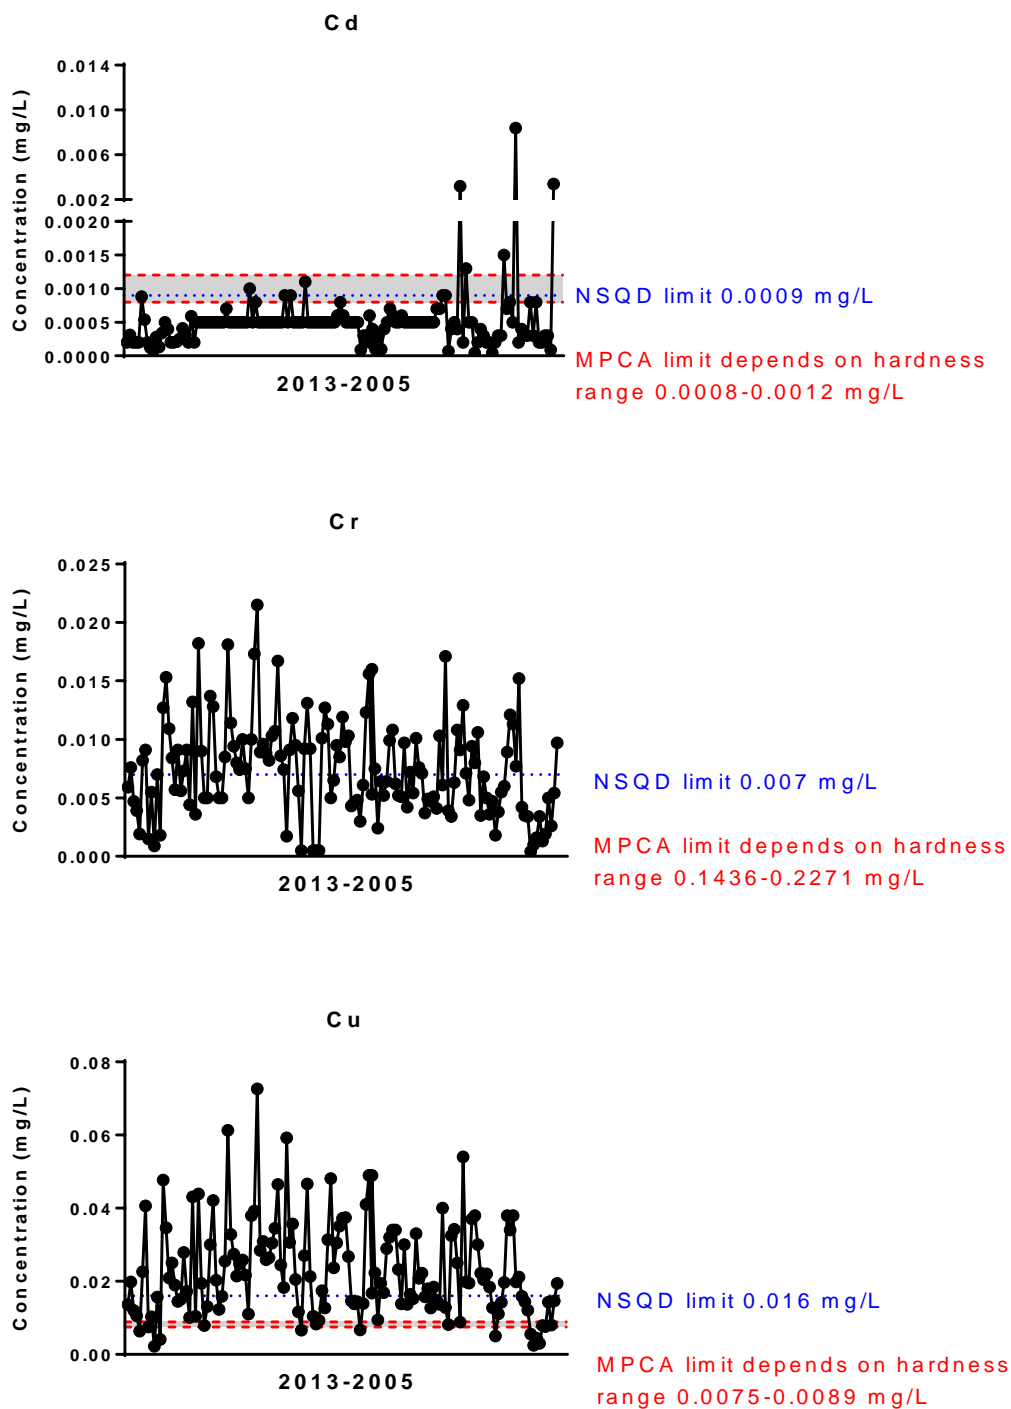 Cd
Concentration (mg/L)
0.014
0.010
0.006
0.002
0.0020
0.0015
0.0010
0.0005
0.0000
2013-2005
NSQD limit 0.0009 mg/L
MPCA limit depends on hardness
range 0.0008-0.0012 mg/L
Cr
Concentration (mg/L)
0.025
0.020
0.015
0.010
0.005
0.000
2013-2005
NSQD limit 0.007 mg/L
MPCA limit depends on hardness
range 0.1436-0.2271 mg/L
Cu
Concentration (mg/L)
0.08
0.06
0.04
0.02
0.00
2013-2005
NSQD limit 0.016 mg/L
MPCA limit depends on hardness
range 0.0075-0.0089 mg/L